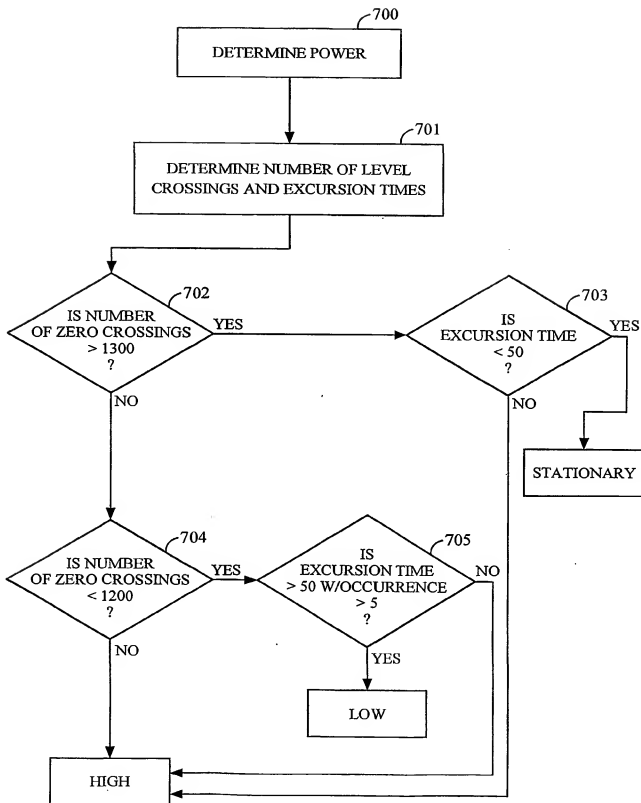 700
DETERMINE POWER
701
DETERMINE NUMBER OF LEVEL
CROSSINGS AND EXCURSION TIMES
702
IS NUMBER
OF ZERO CROSSINGS
> 1300
?
YES
NO
703
IS
EXCURSION TIME
< 50
?
YES
NO
STATIONARY
704
IS NUMBER
OF ZERO CROSSINGS
< 1200
?
YES
NO
705
IS
EXCURSION TIME
> 50 W/OCCURRENCE
> 5
?
NO
YES
LOW
HIGH